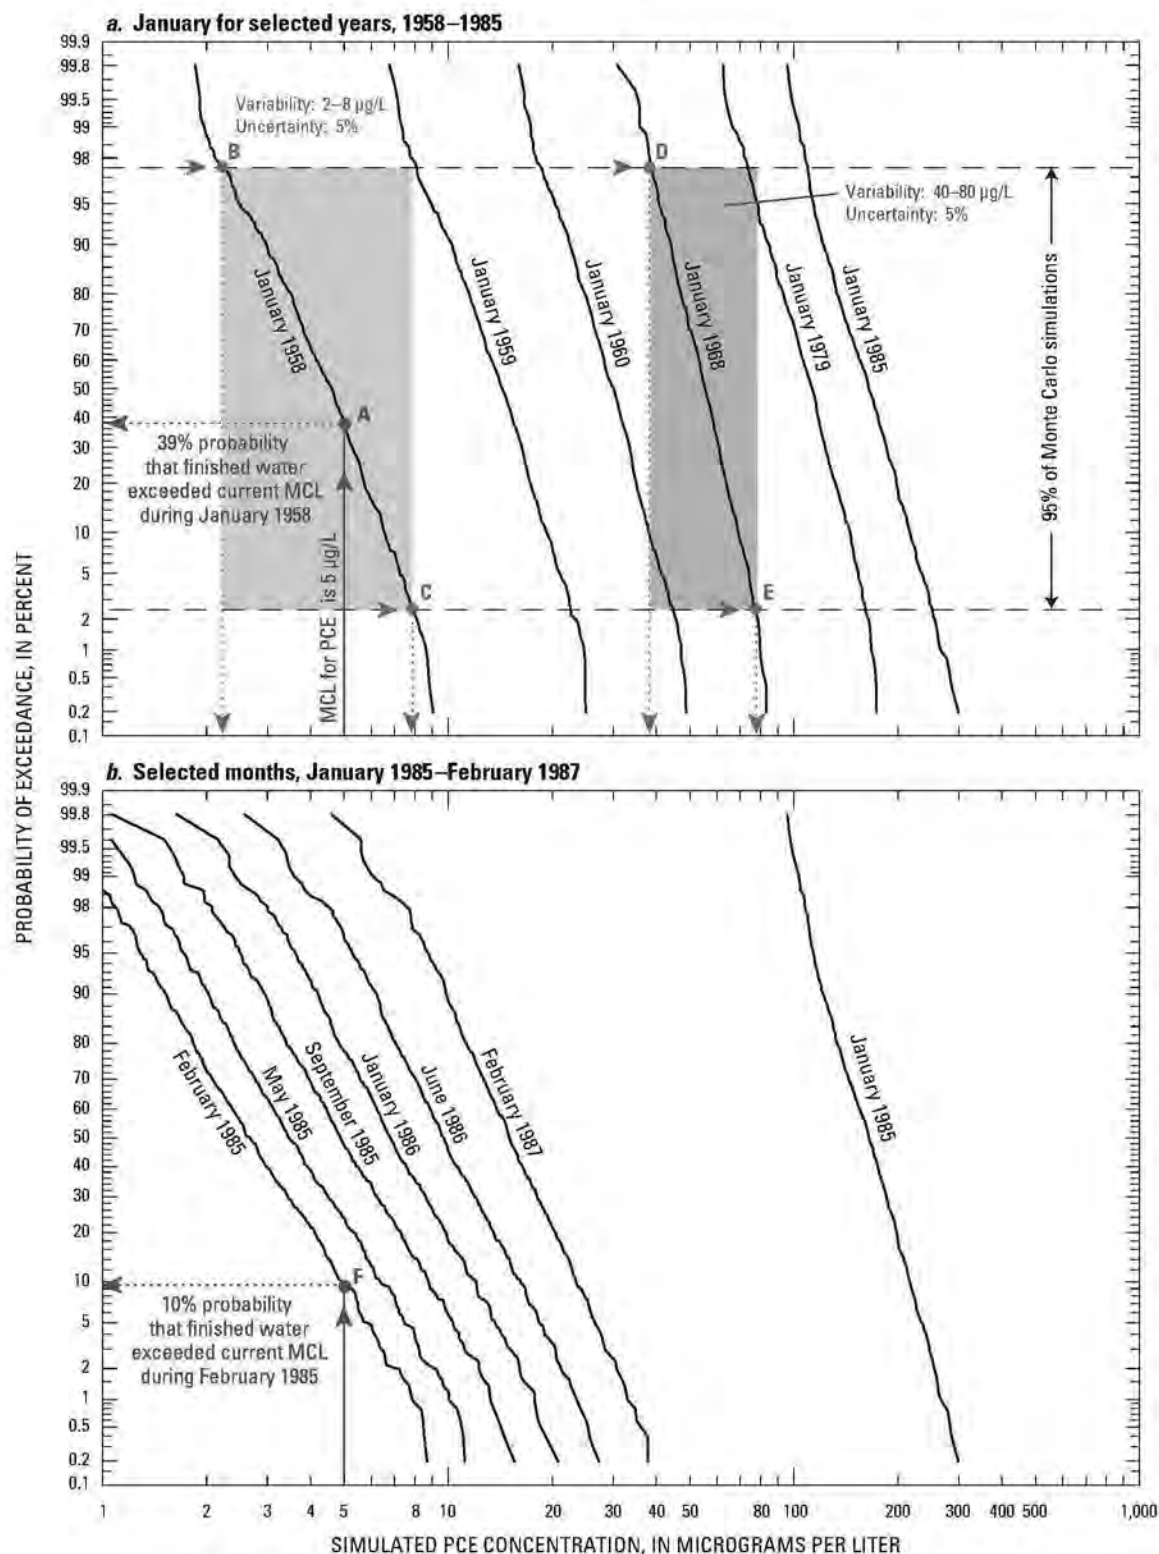 a. January for selected years, 1958–1985
99.9
99.8
99.5
99
98
95
90
80
70
60
50
40
30
20
10
5
2
1
0.5
0.2
0.1
Variability: 2–8 µg/L
Uncertainty: 5%
B
D
Variability: 40–80 µg/L
Uncertainty: 5%
January 1958
January 1959
January 1960
January 1968
January 1979
January 1985
95% of Monte Carlo simulations
A
39% probability
that finished water
exceeded current MCL
during January 1958
MCL for PCE is 5 µg/L
C
E
PROBABILITY OF EXCEEDANCE, IN PERCENT
b. Selected months, January 1985–February 1987
99.9
99.8
99.5
99
98
95
90
80
70
60
50
40
30
20
10
5
2
1
0.5
0.2
0.1
February 1985
May 1985
September 1985
January 1986
June 1986
February 1987
January 1985
F
10% probability
that finished water
exceeded current MCL
during February 1985
1 2 3 4 5 8 10 20 30 40 50 80 100 200 300 400 500 1,000
SIMULATED PCE CONCENTRATION, IN MICROGRAMS PER LITER